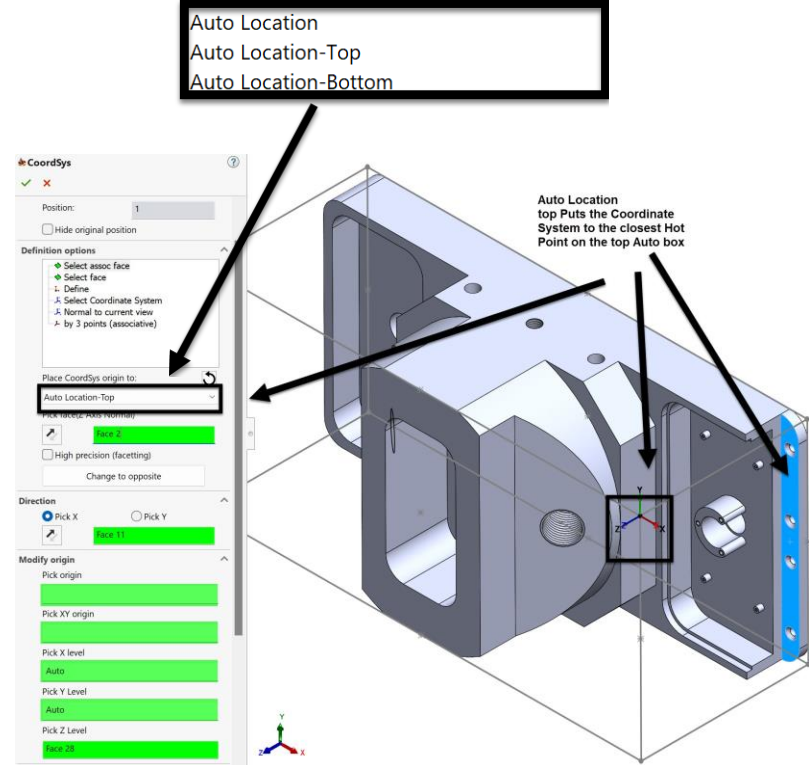 Auto Location
Auto Location-Top
Auto Location-Bottom
CoordSys
?
Position:
1
Hide original position
Definition options
Select assoc face
Select face
Define
Select Coordinate System
Normal to current view
by 3 points (associative)
Place CoordSys origin to:
Auto Location-Top
Pick face(Z Axis Normal)
Face 2
High precision (facetting)
Change to opposite
Direction
Pick X
Pick Y
Face 11
Modify origin
Pick origin
Pick XY origin
Pick X level
Auto
Pick Y Level
Auto
Pick Z Level
Face 28
Auto Location
top Puts the Coordinate
System to the closest Hot
Point on the top Auto box
Y
Z
X
Y
Z
X